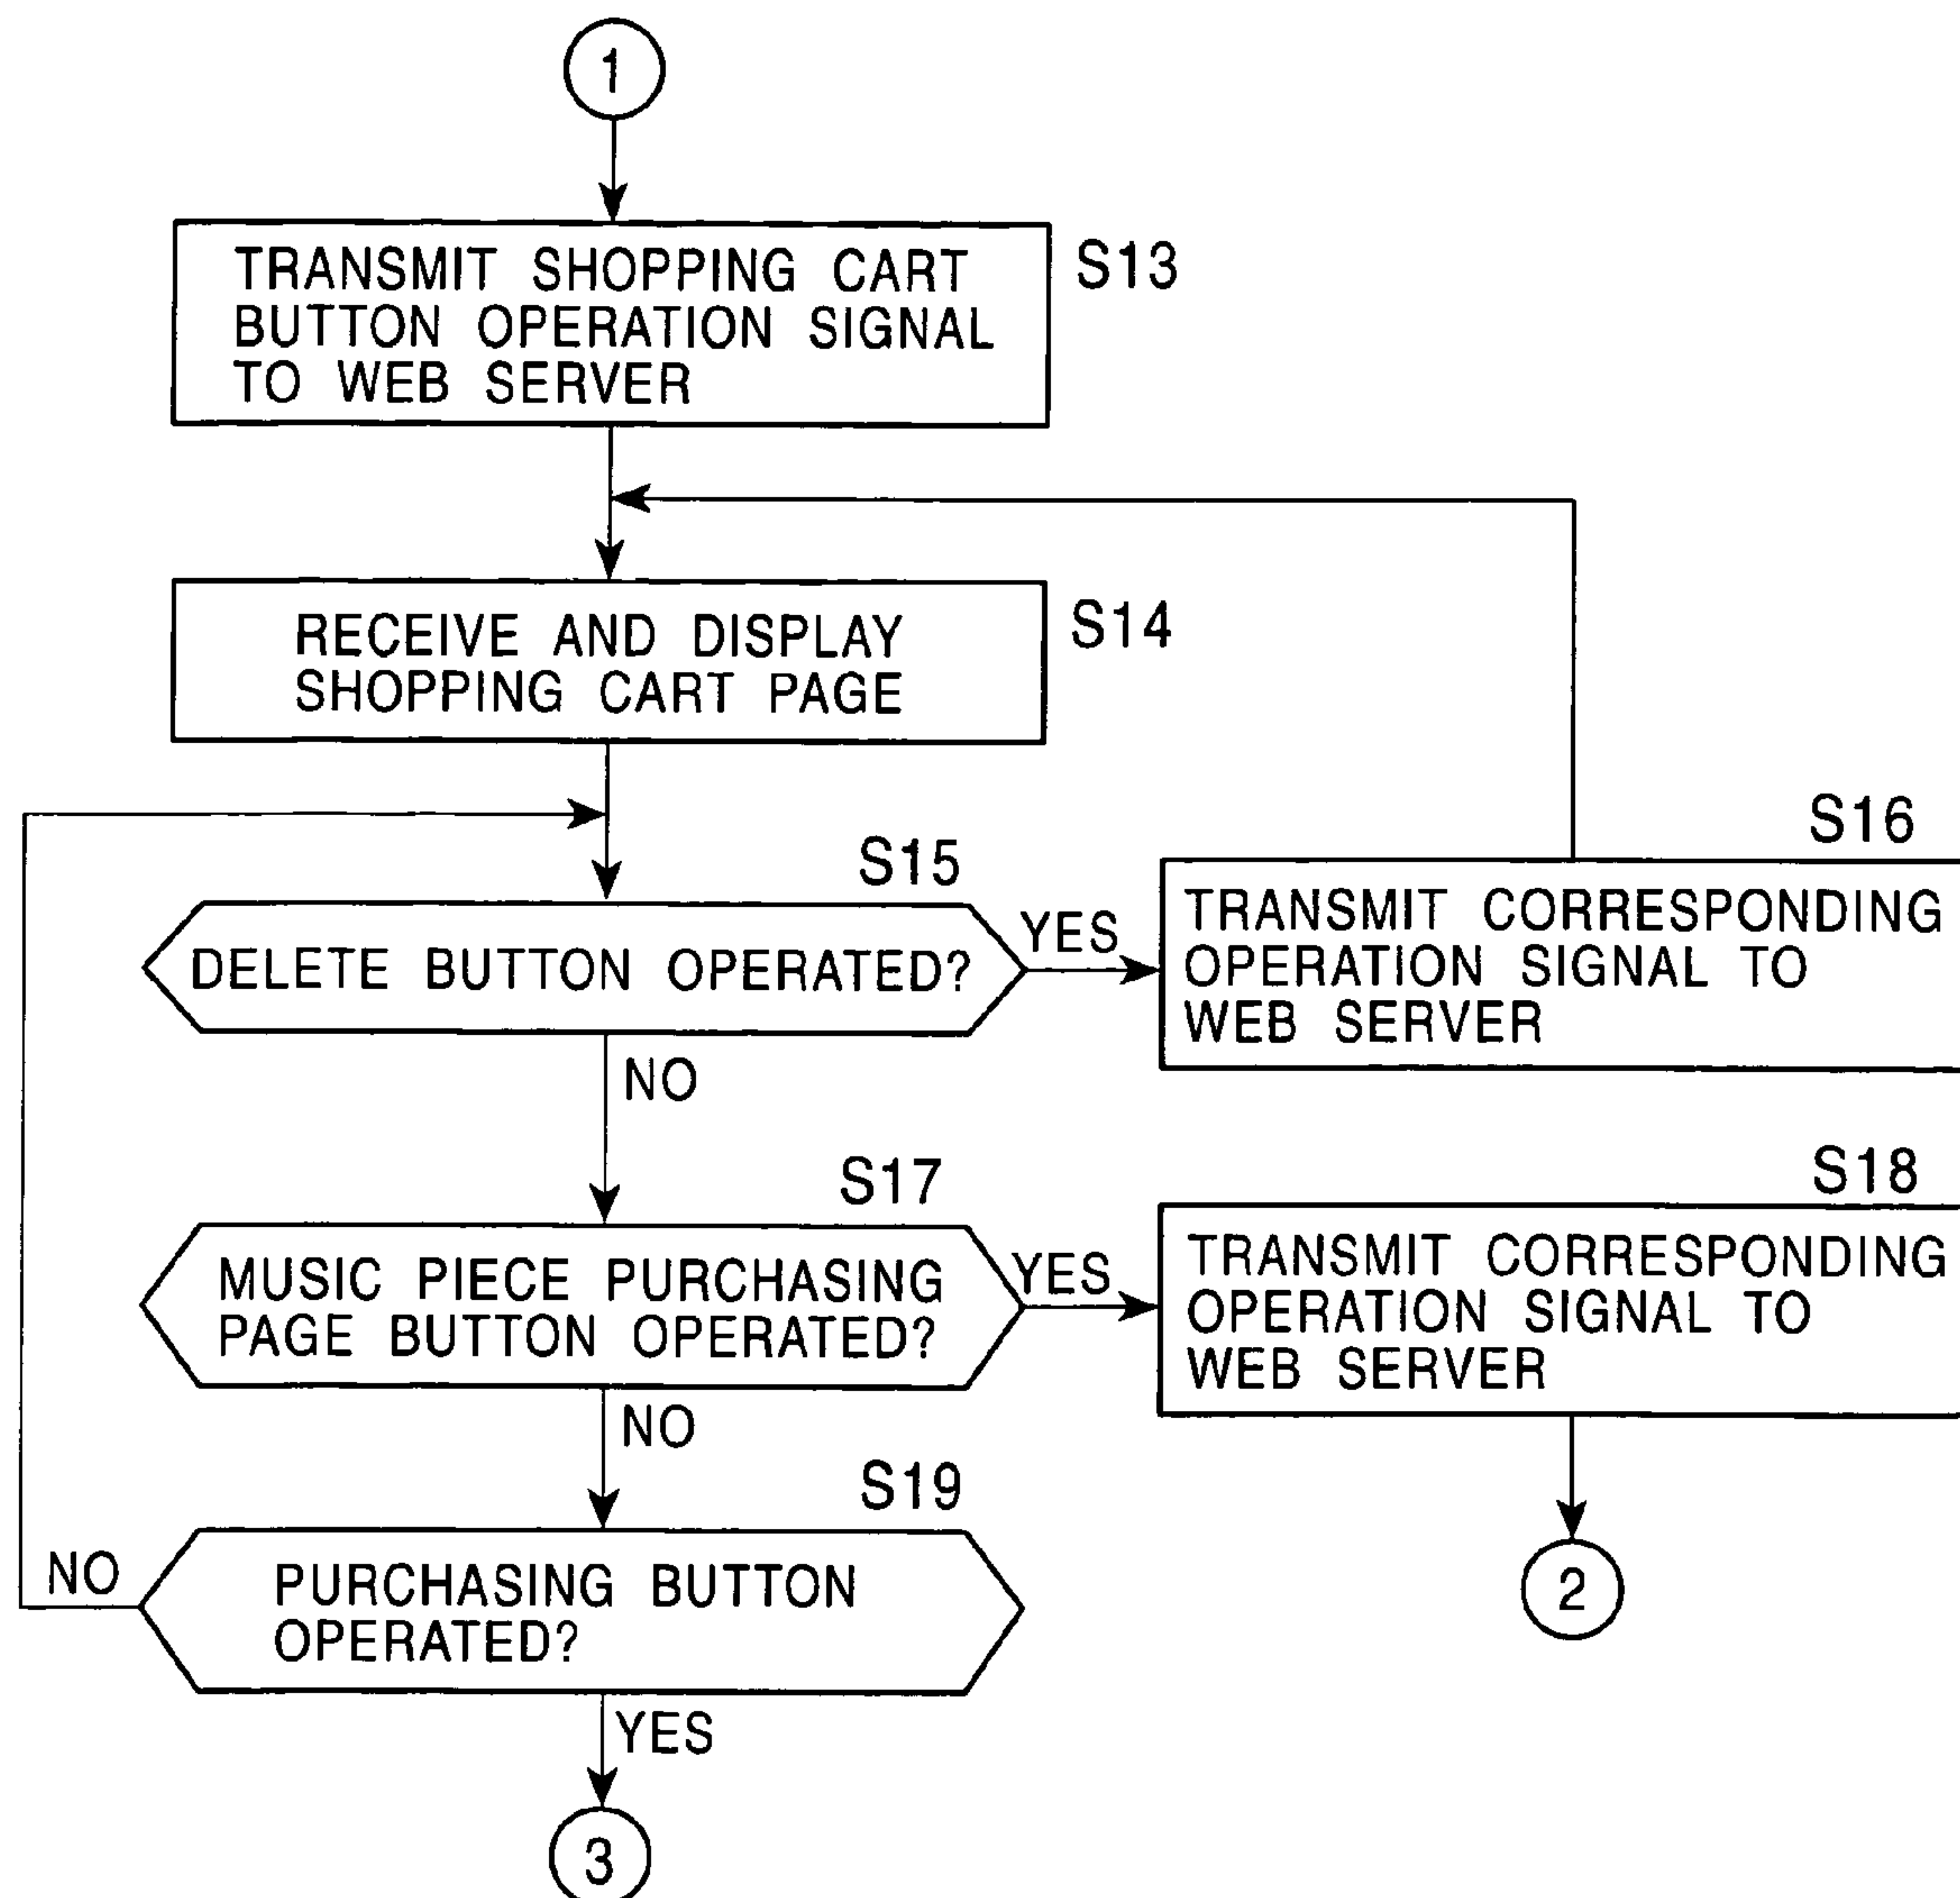 1
TRANSMIT SHOPPING CART
BUTTON OPERATION SIGNAL
TO WEB SERVER
S13
RECEIVE AND DISPLAY
SHOPPING CART PAGE
S14
S15
DELETE BUTTON OPERATED?
YES
NO
S16
TRANSMIT CORRESPONDING
OPERATION SIGNAL TO
WEB SERVER
S17
MUSIC PIECE PURCHASING
PAGE BUTTON OPERATED?
YES
NO
S18
TRANSMIT CORRESPONDING
OPERATION SIGNAL TO
WEB SERVER
2
S19
PURCHASING BUTTON
OPERATED?
NO
YES
3